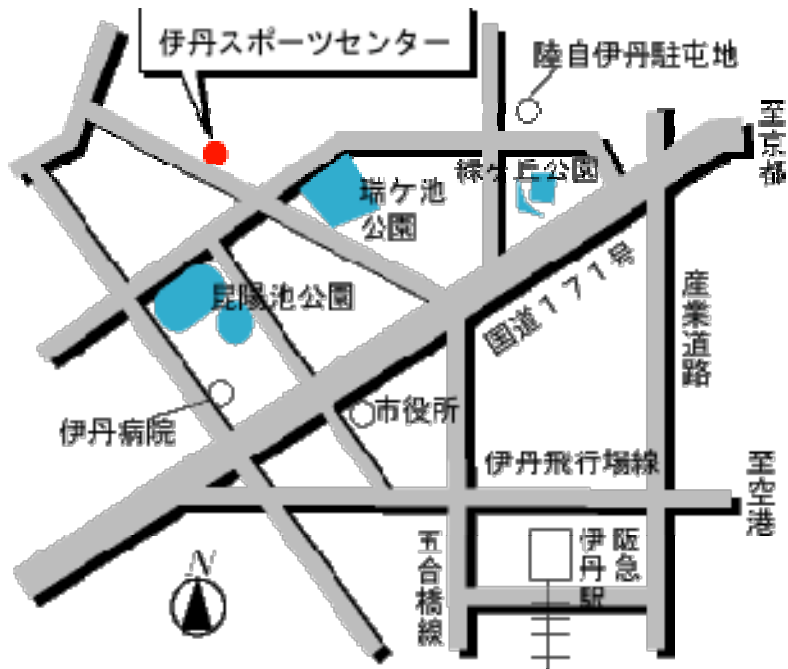 伊丹スポーツセンター
陸自伊丹駐屯地
至京都
緑ヶ丘公園
瑞ケ池
公園
国道171号
昆陽池公園
産業道路
市役所
伊丹病院
伊丹飛行場線
至空港
五合橋線
阪急
伊丹
駅
N